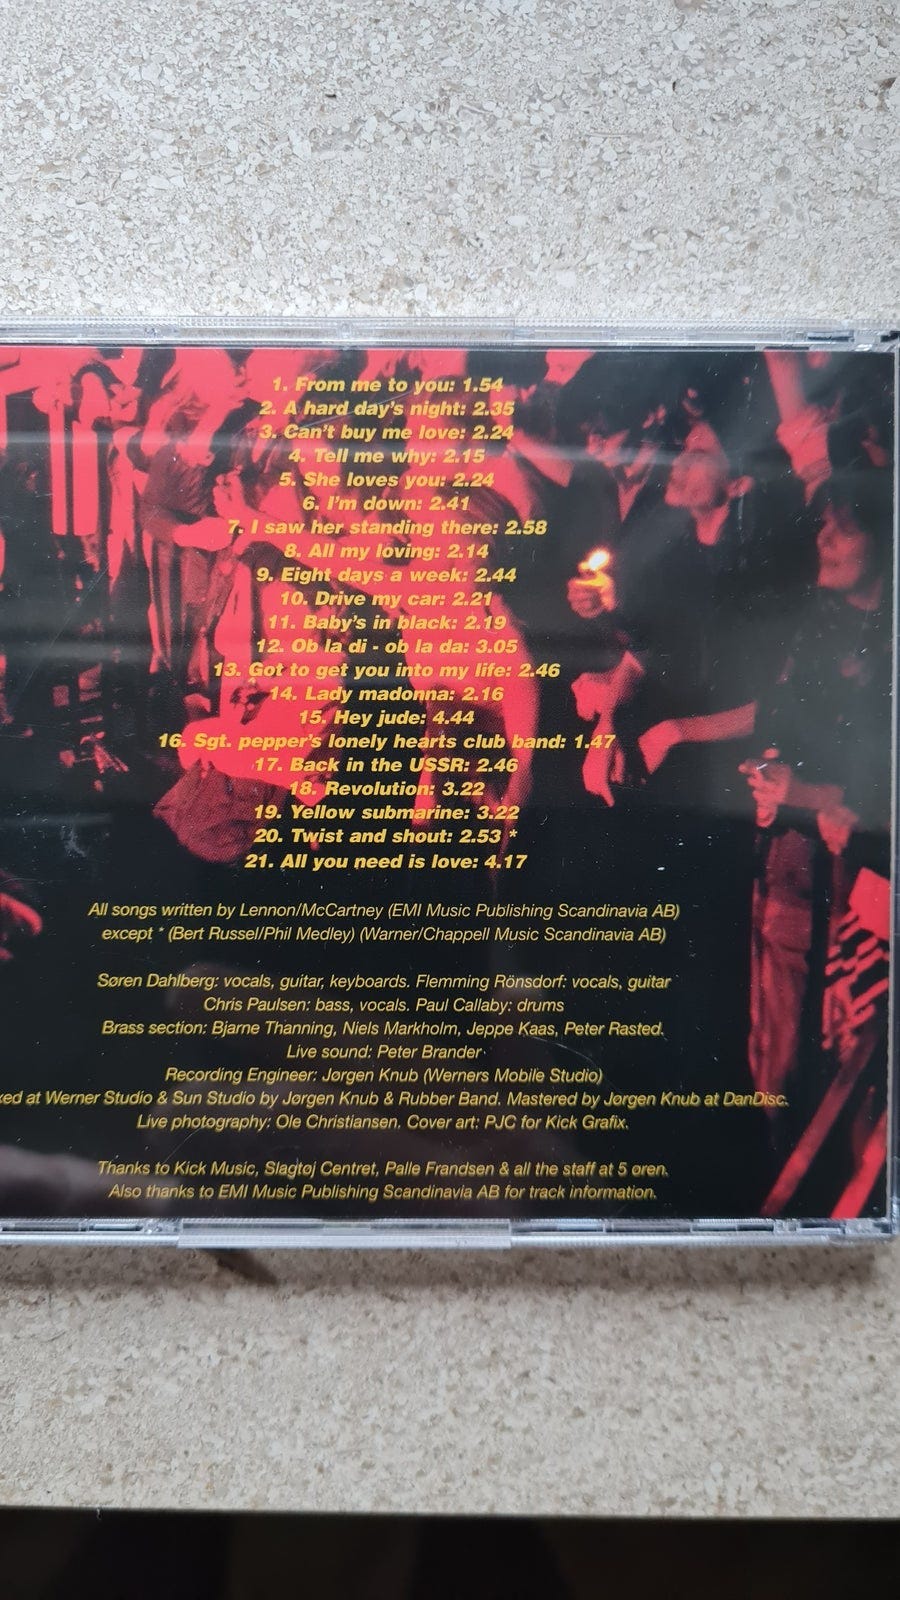 1. From me to you: 1.54
2. A hard day's night: 2.35
3. Can't buy me love: 2.24
4. Tell me why: 2.15
5. She loves you: 2.24
6. I'm down: 2.41
7. I saw her standing there: 2.58
8. All my loving: 2.14
9. Eight days a week: 2.44
10. Drive my car: 2.21
11. Baby's in black: 2.19
12. Ob la di - ob la da: 3.05
13. Got to get you into my life: 2.46
14. Lady madonna: 2.16
15. Hey jude: 4.44
16. Sgt. pepper's lonely hearts club band: 1.47
17. Back in the USSR: 2.46
18. Revolution: 3.22
19. Yellow submarine: 3.22
20. Twist and shout: 2.53 *
21. All you need is love: 4.17
All songs written by Lennon/McCartney (EMI Music Publishing Scandinavia AB)
except * (Bert Russel/Phil Medley) (Warner/Chappell Music Scandinavia AB)
Søren Dahlberg: vocals, guitar, keyboards. Flemming Rönsdorf: vocals, guitar
Chris Paulsen: bass, vocals. Paul Callaby: drums
Brass section: Bjarne Thanning, Niels Markholm, Jeppe Kaas, Peter Rasted.
Live sound: Peter Brander
Recording Engineer: Jørgen Knub (Werners Mobile Studio)
at Werner Studio & Sun Studio by Jørgen Knub & Rubber Band. Mastered by Jørgen Knub at DanDisc.
Live photography: Ole Christiansen. Cover art: PJC for Kick Grafix.
Thanks to Kick Music, Slagtøj Centret, Palle Frandsen & all the staff at 5 øren.
Also thanks to EMI Music Publishing Scandinavia AB for track information.